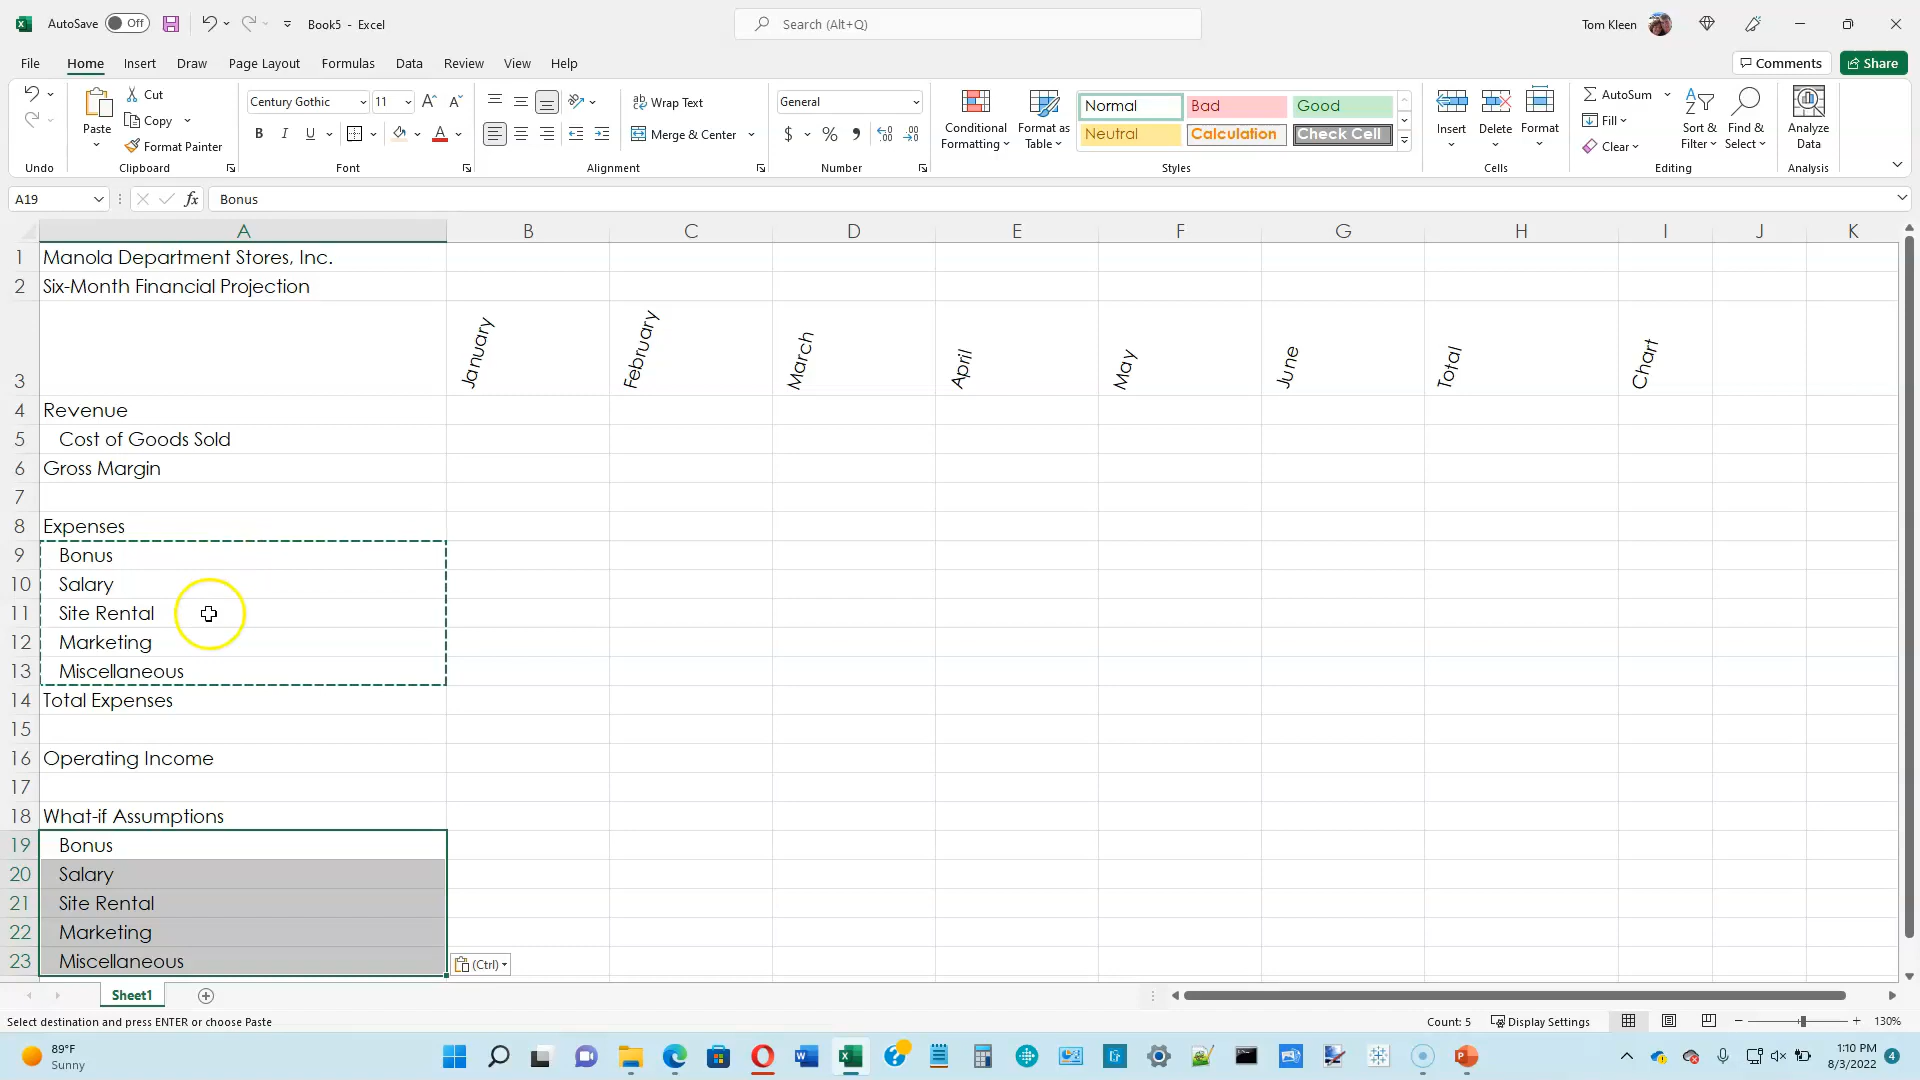 AutoSave Off Book5 - Excel Search (Alt+Q) Tom Kleen
File Home Insert Draw Page Layout Formulas Data Review View Help Comments Share
Undo
Paste
Cut
Copy
Format Painter
Clipboard
Century Gothic 11
B I U A
Font
Wrap Text
Merge & Center
Alignment
General
$ % 9
Number
Conditional
Formatting
Format as
Table
Normal Bad Good
Neutral Calculation Check Cell
Styles
Insert Delete Format
Cells
AutoSum
Fill
Clear
Sort &
Filter
Find &
Select
Editing
Analyze
Data
Analysis
A19 fx Bonus
A B C D E F G H I J K
1 Manola Department Stores, Inc.
2 Six-Month Financial Projection
3 January February March April May June Total Chart
4 Revenue
5 Cost of Goods Sold
6 Gross Margin
7
8 Expenses
9 Bonus
10 Salary
11 Site Rental
12 Marketing
13 Miscellaneous
14 Total Expenses
15
16 Operating Income
17
18 What-if Assumptions
19 Bonus
20 Salary
21 Site Rental
22 Marketing
23 Miscellaneous
(Ctrl)
Sheet1
Select destination and press ENTER or choose Paste Count: 5 Display Settings 130%
89°F
Sunny
1:10 PM
8/3/2022
4